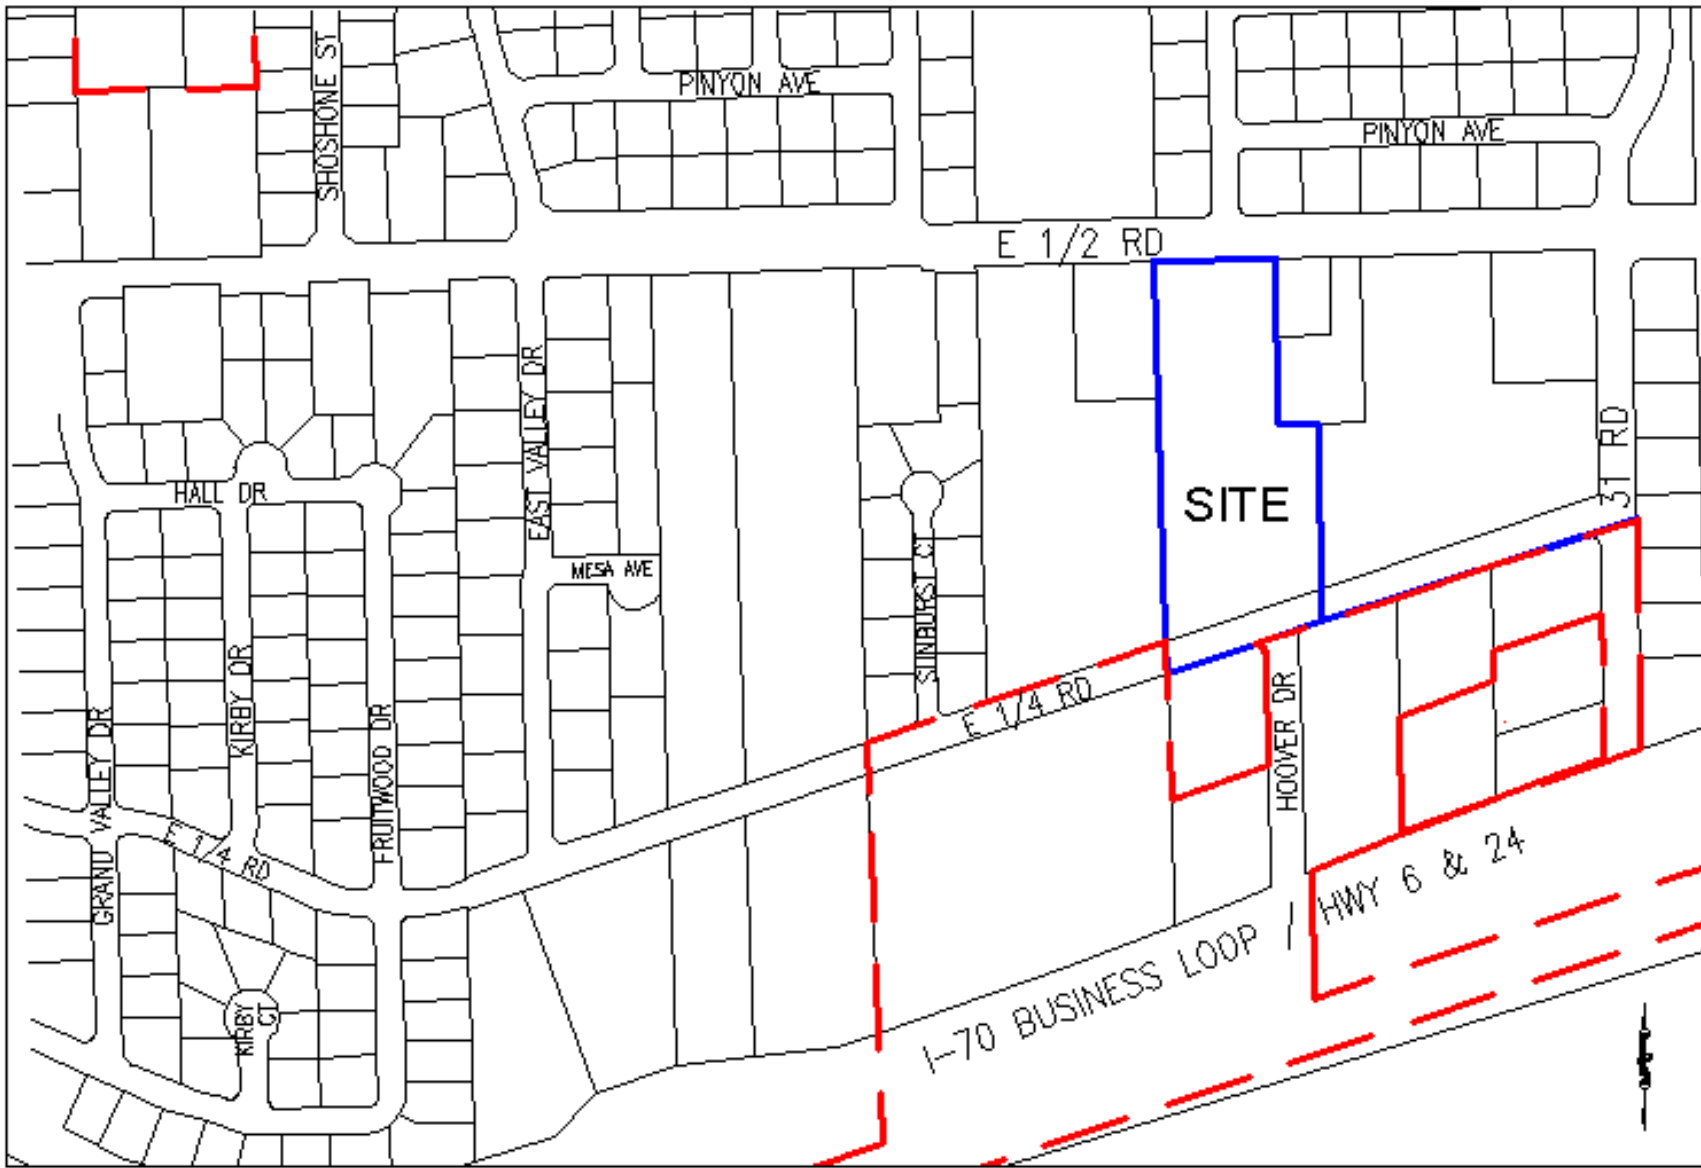 SHOSHONE ST
PINYON AVE
PINYON AVE
E 1/2 RD
EAST VALLEY DR
31 RD
HALL DR
SITE
MESA AVE
SUNBURST CT
KIRBY DR
E 1/4 RD
HOOVER DR
GRAND VALLEY DR
FRUITWOOD DR
E 1/4 RD
HWY 6 & 24
I-70 BUSINESS LOOP /
KIRBY
CT